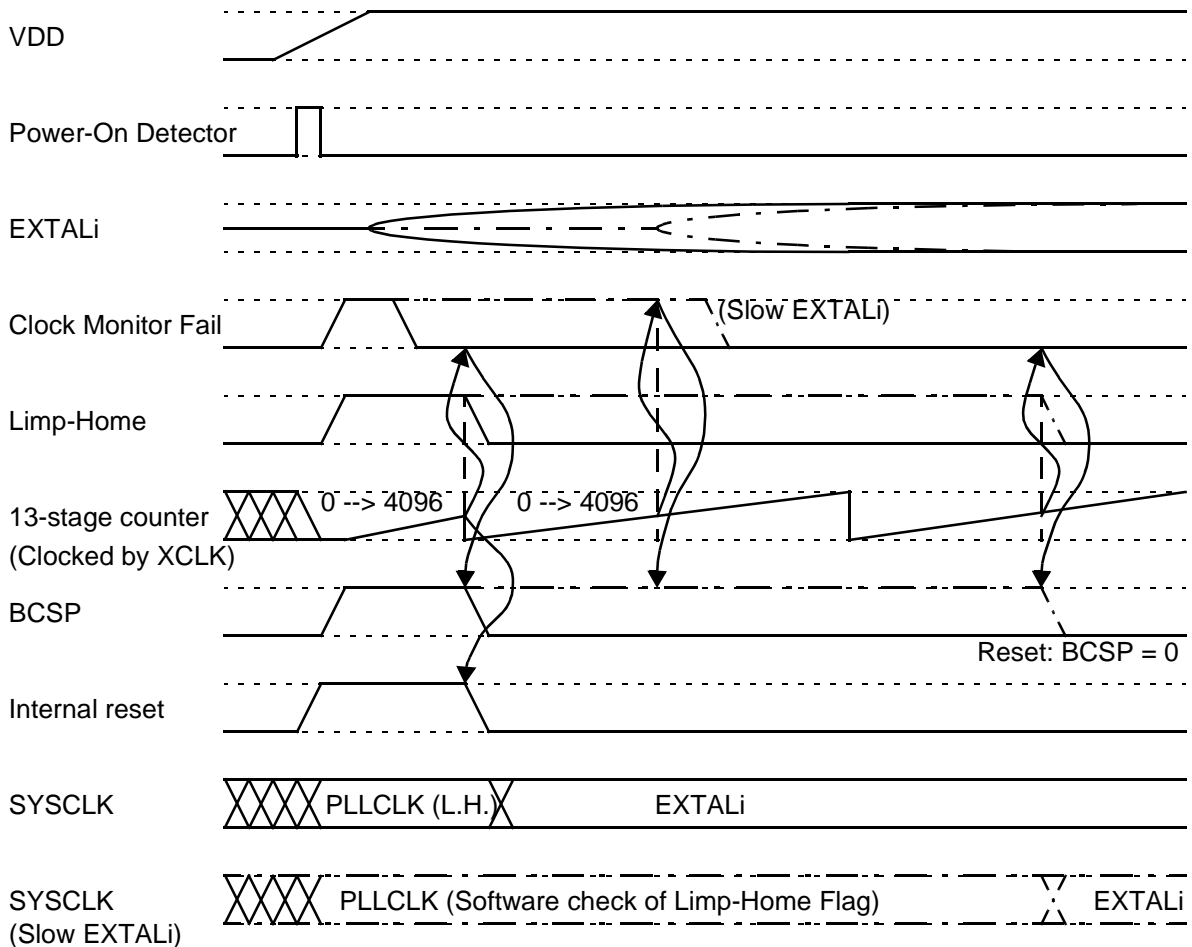 VDD
Power-On Detector
EXTALi
Clock Monitor Fail
(Slow EXTALi)
Limp-Home
13-stage counter
(Clocked by XCLK)
0 --> 4096
0 --> 4096
BCSP
Reset: BCSP = 0
Internal reset
SYSCLK
PLLCLK (L.H.)
EXTALi
SYSCLK
(Slow EXTALi)
PLLCLK (Software check of Limp-Home Flag)
EXTALi